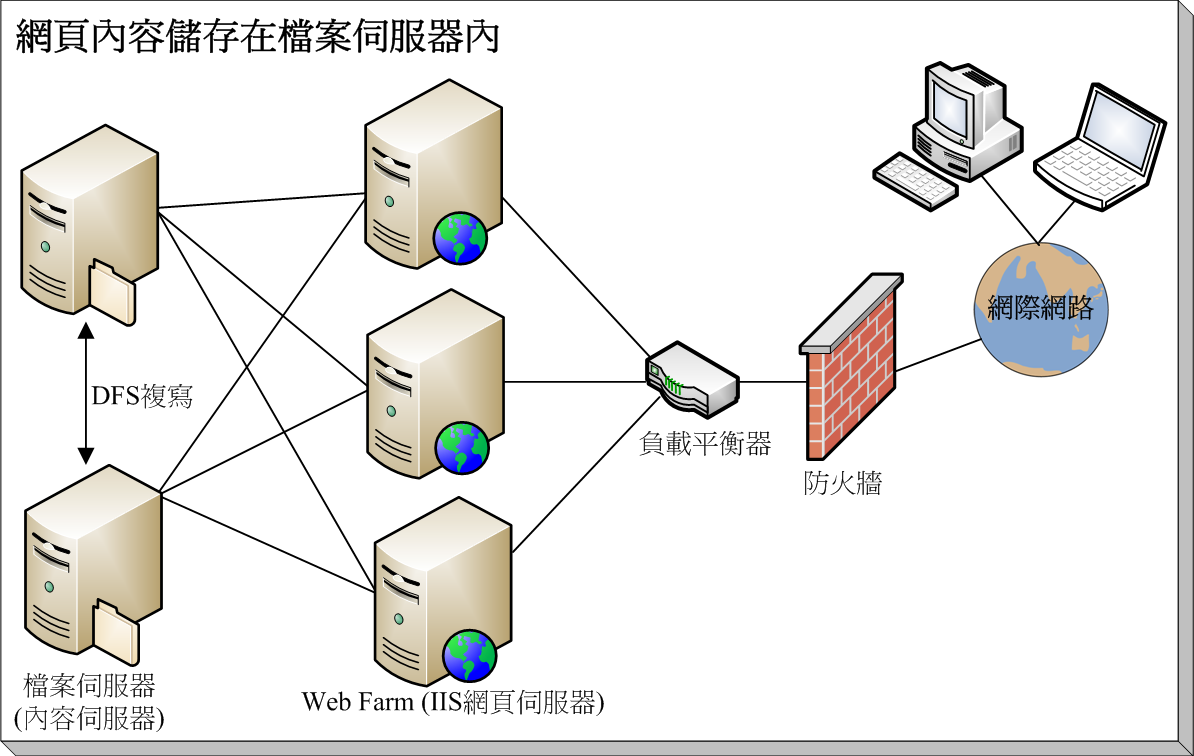 網頁內容儲存在檔案伺服器內
網際網路
DFS複寫
負載平衡器
防火牆
檔案伺服器
(內容伺服器)
Web Farm (IIS網頁伺服器)